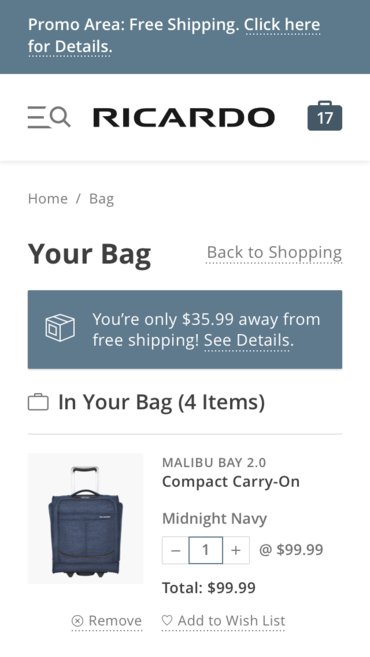 Promo Area: Free Shipping. Click here
for Details.
RICARDO
17
Home / Bag
Your Bag
Back to Shopping
You’re only $35.99 away from
free shipping! See Details.
In Your Bag (4 Items)
MALIBU BAY 2.0
Compact Carry-On
Midnight Navy
− 1 + @ $99.99
Total: $99.99
Remove
Add to Wish List